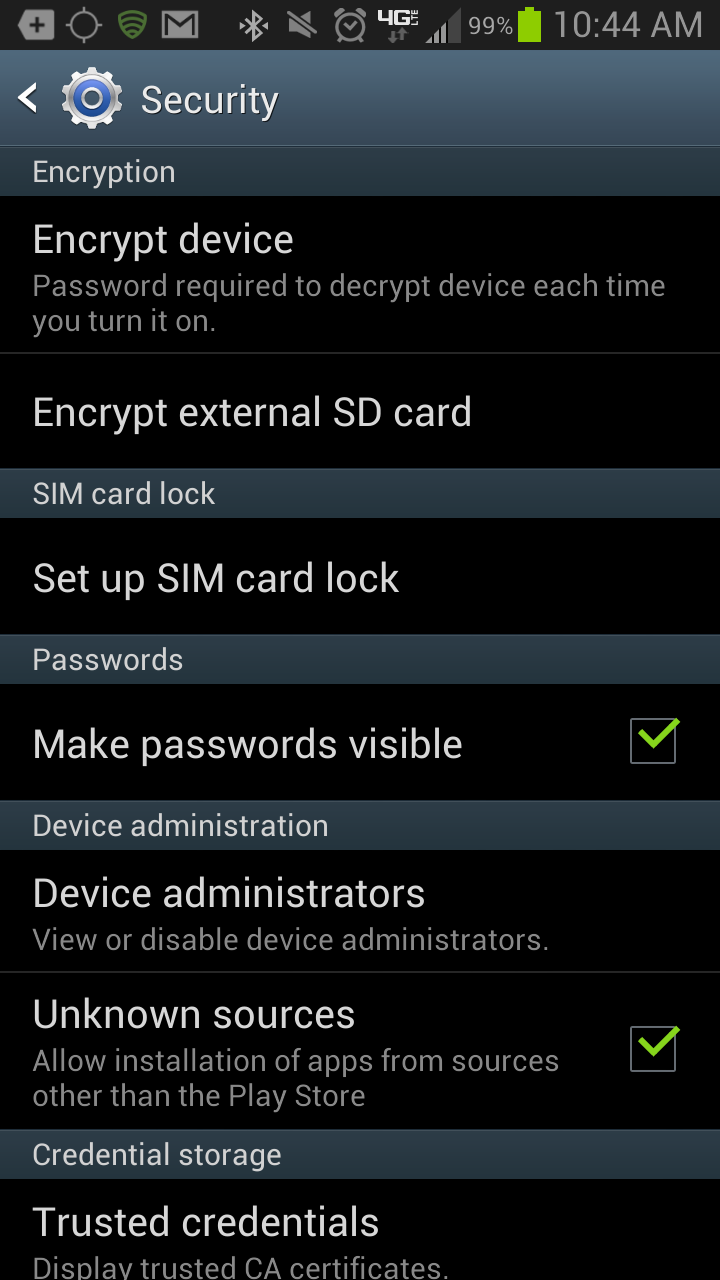 4G LTE 99% 10:44 AM
Security
Encryption
Encrypt device
Password required to decrypt device each time
you turn it on.
Encrypt external SD card
SIM card lock
Set up SIM card lock
Passwords
Make passwords visible
Device administration
Device administrators
View or disable device administrators.
Unknown sources
Allow installation of apps from sources
other than the Play Store
Credential storage
Trusted credentials
Display trusted CA certificates.